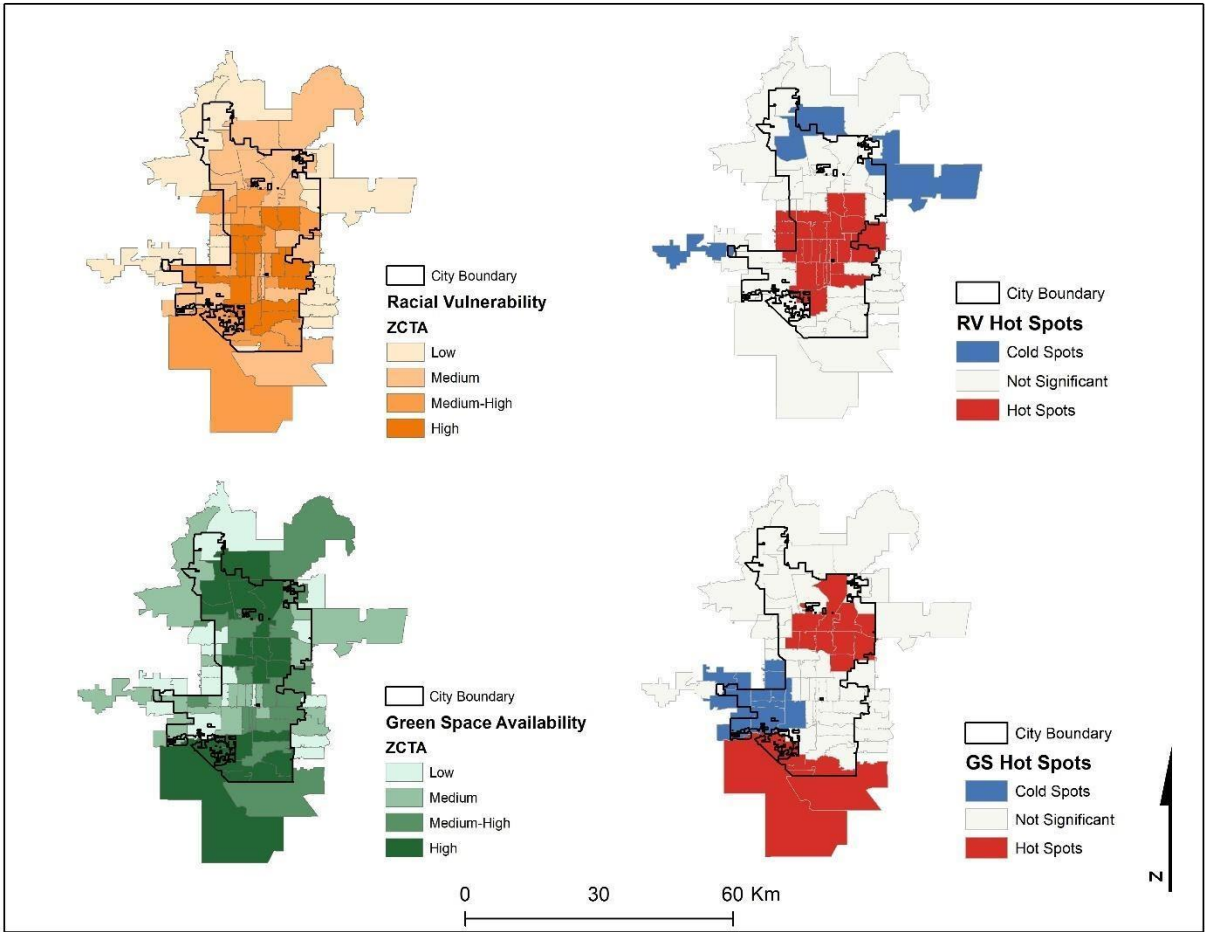 City Boundary
Racial Vulnerability
ZCTA
Low
Medium
Medium-High
High
City Boundary
RV Hot Spots
Cold Spots
Not Significant
Hot Spots
City Boundary
Green Space Availability
ZCTA
Low
Medium
Medium-High
High
City Boundary
GS Hot Spots
Cold Spots
Not Significant
Hot Spots
N
0 30 60 Km